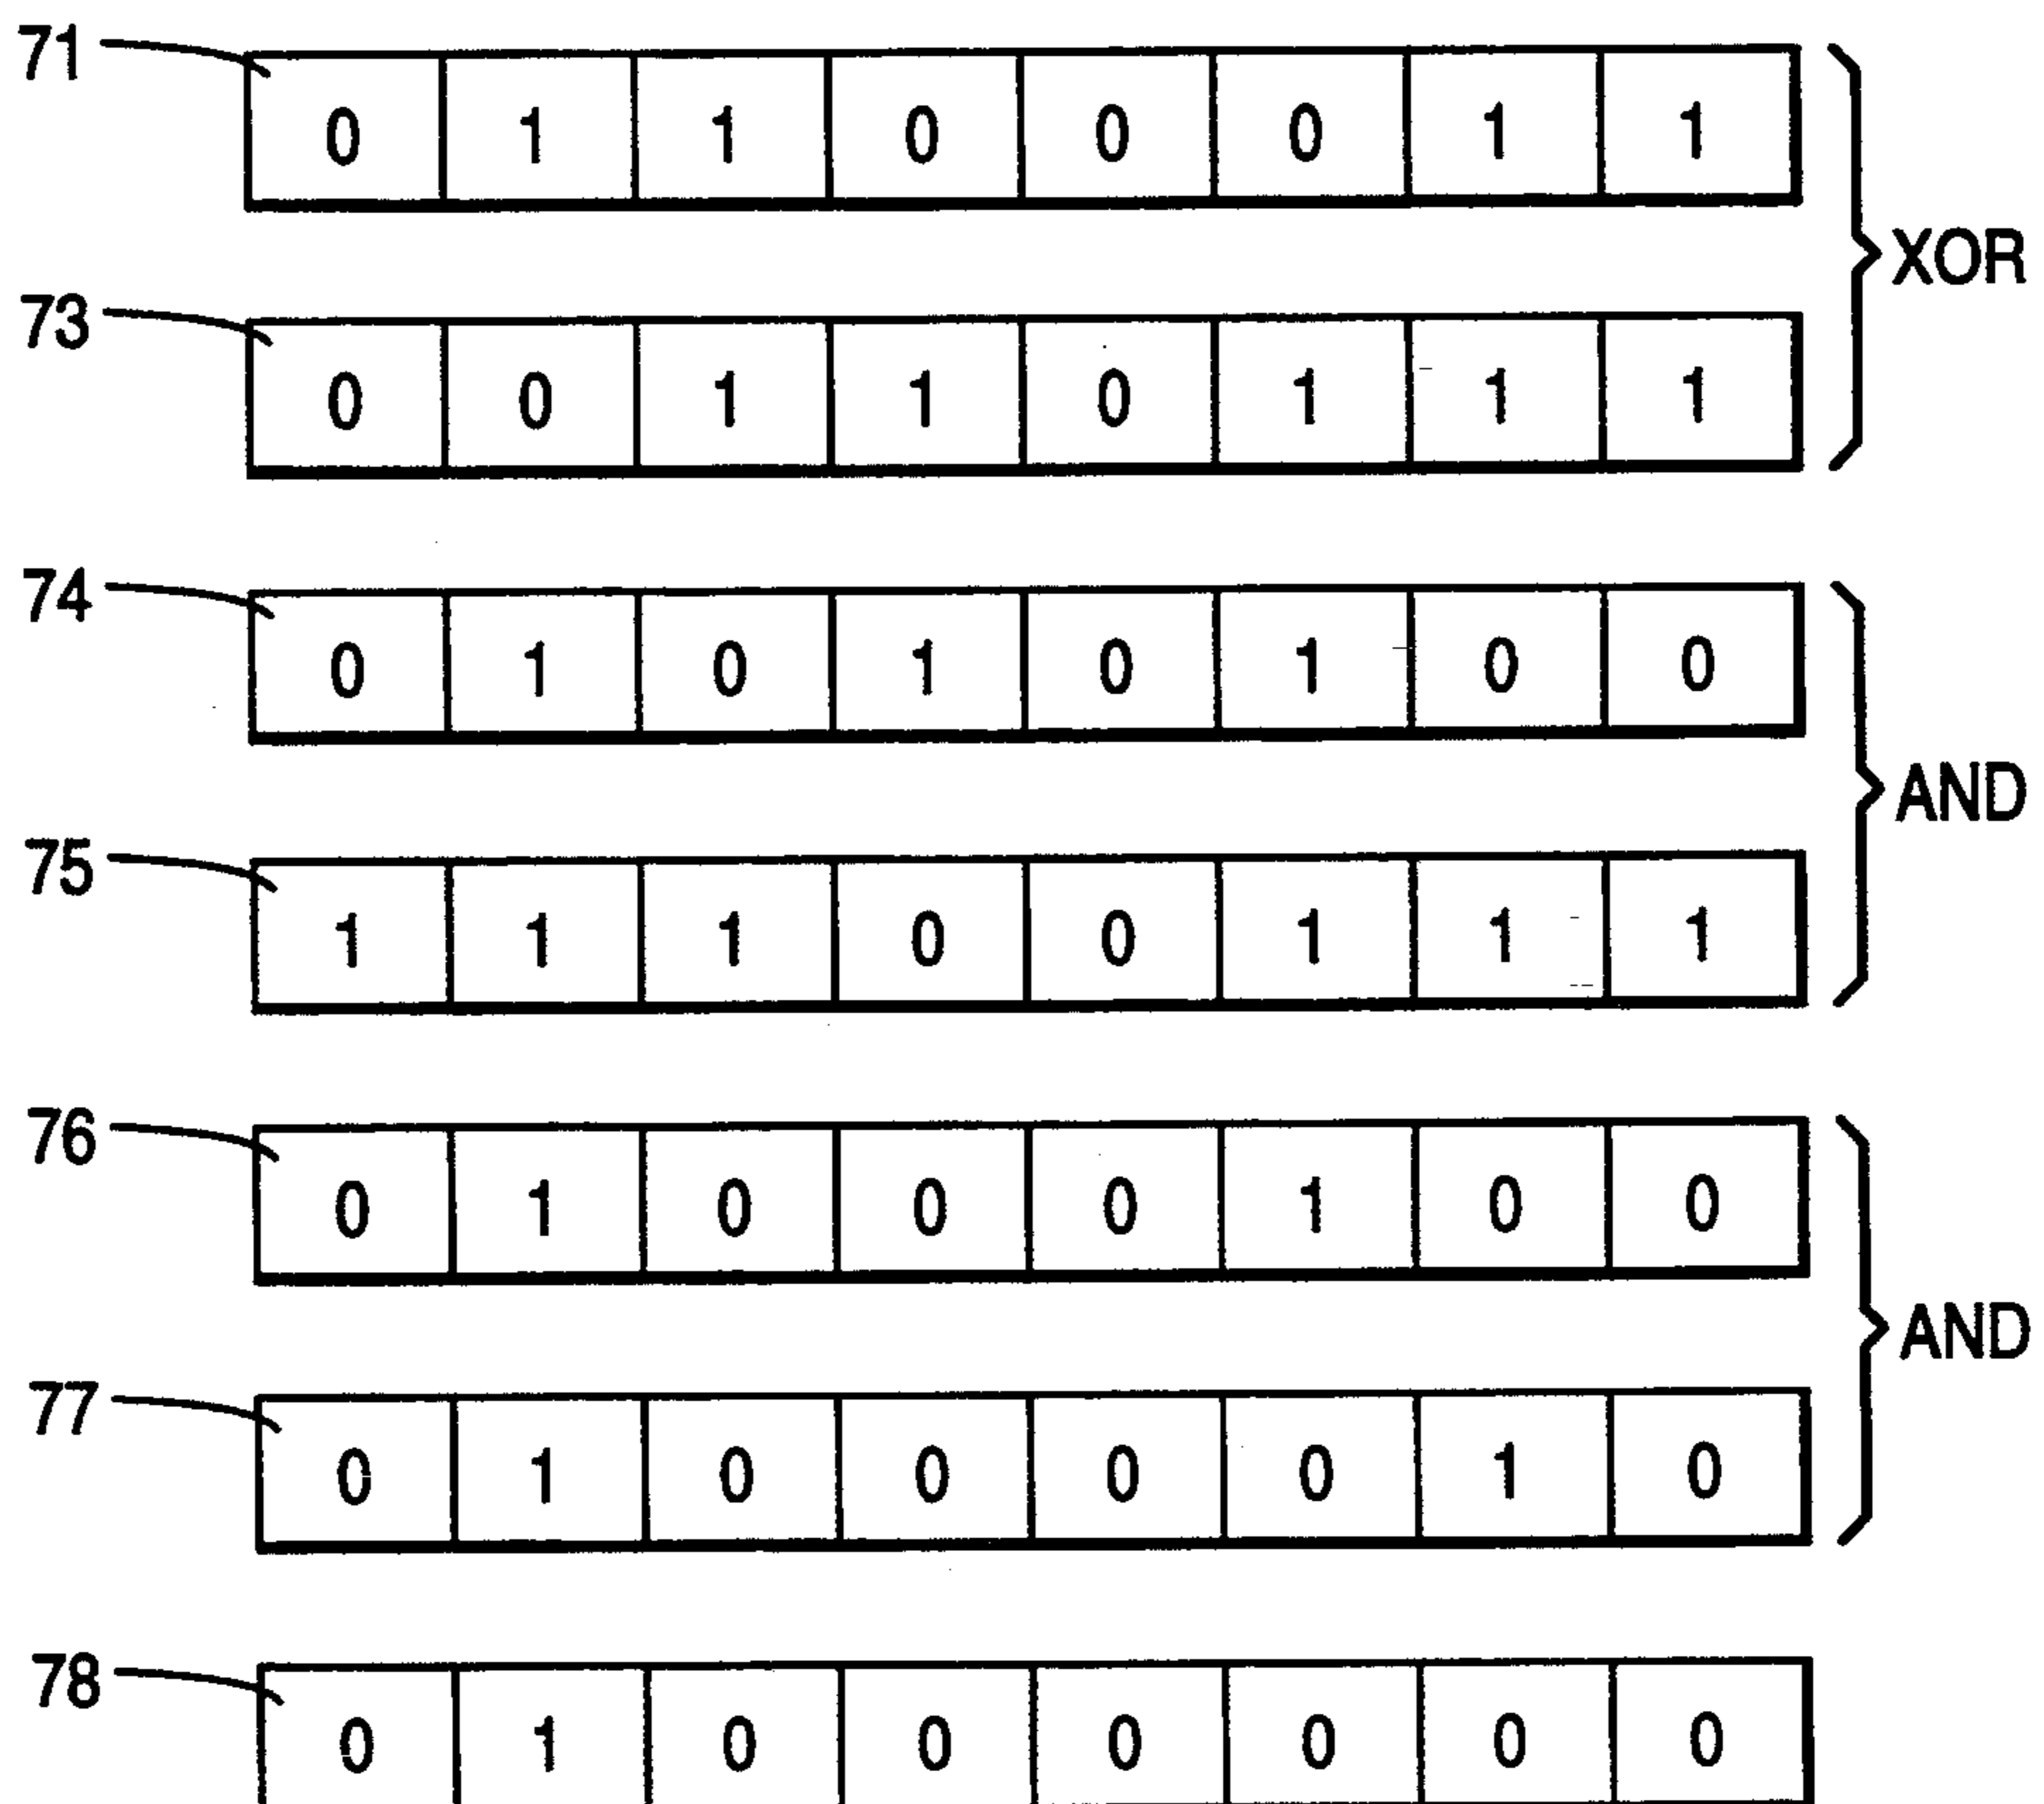 71 0 1 1 0 0 0 1 1
XOR
73 0 0 1 1 0 1 1 1
74 0 1 0 1 0 1 0 0
AND
75 1 1 1 0 0 1 1 1
76 0 1 0 0 0 1 0 0
AND
77 0 1 0 0 0 0 1 0
78 0 1 0 0 0 0 0 0